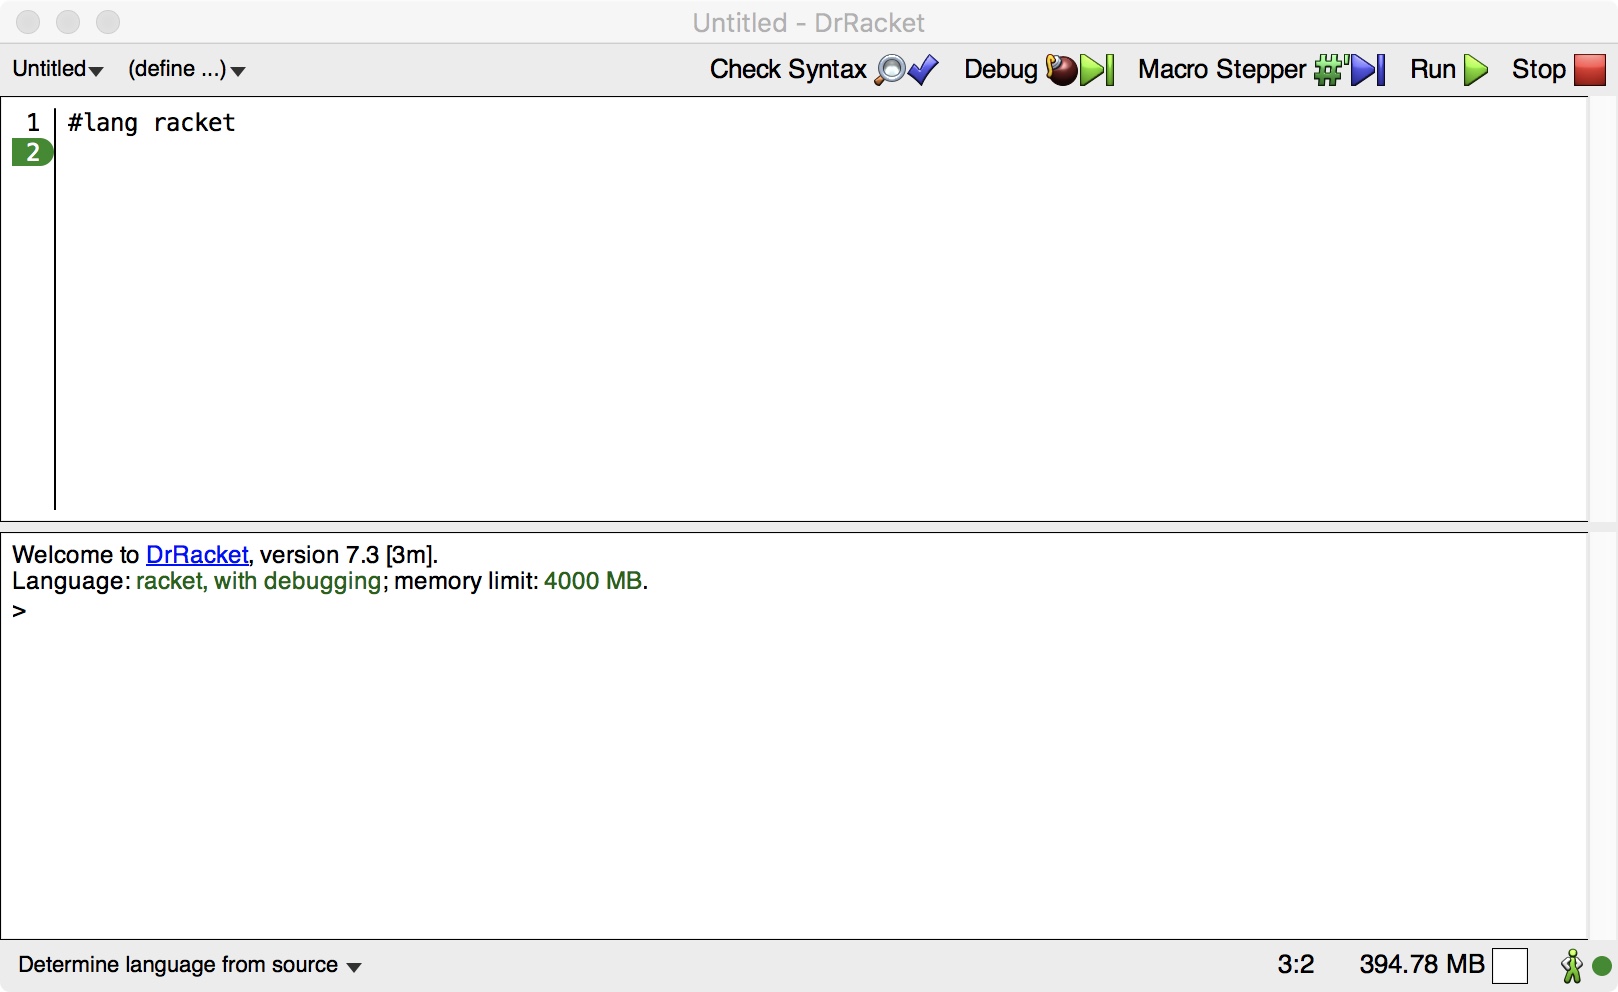 Untitled - DrRacket
Untitled (define ...) Check Syntax Debug Macro Stepper #' Run Stop
1 #lang racket
2
Welcome to DrRacket, version 7.3 [3m].
Language: racket, with debugging; memory limit: 4000 MB.
>
Determine language from source 3:2 394.78 MB